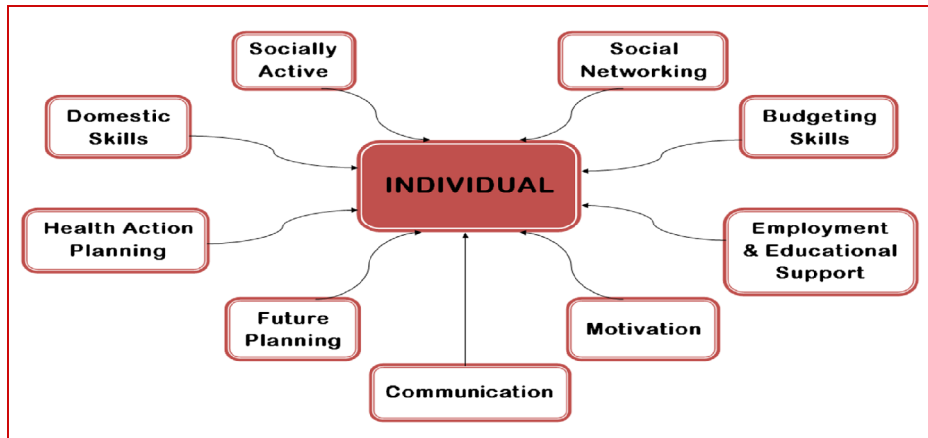 Socially
Active
Social
Networking
Domestic
Skills
Budgeting
Skills
INDIVIDUAL
Health Action
Planning
Employment
& Educational
Support
Future
Planning
Motivation
Communication